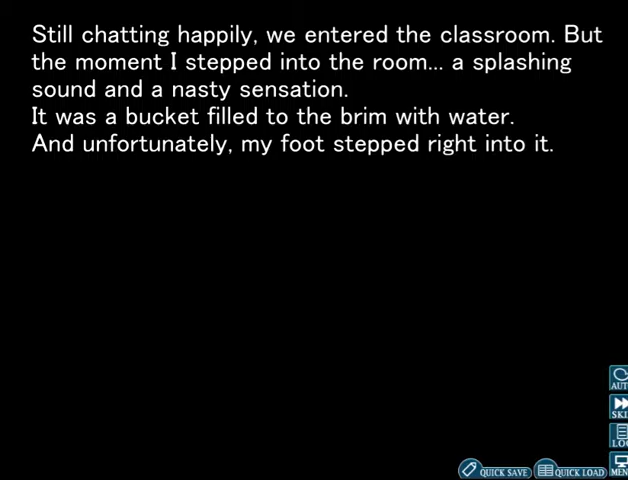 Still chatting happily, we entered the classroom. But
the moment I stepped into the room... a splashing
sound and a nasty sensation.
It was a bucket filled to the brim with water.
And unfortunately, my foot stepped right into it.
QUICK SAVE QUICK LOAD